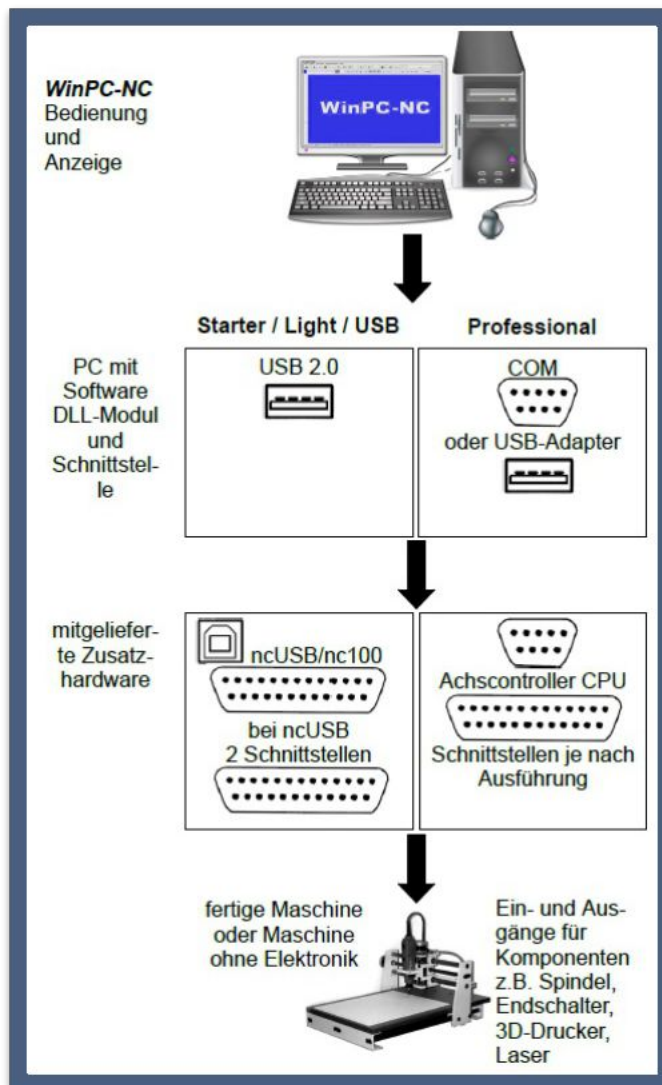 WinPC-NC
Bedienung
und
Anzeige
WinPC-NC
Starter / Light / USB
Professional
PC mit
Software
DLL-Modul
und
Schnittstel-
le
USB 2.0
COM
oder USB-Adapter
mitgeliefer-
te Zusatz-
hardware
ncUSB/nc100
bei ncUSB
2 Schnittstellen
Achscontroller CPU
Schnittstellen je nach
Ausführung
fertige Maschine
oder Maschine
ohne Elektronik
Ein- und Aus-
gänge für
Komponenten
z.B. Spindel,
Endschalter,
3D-Drucker,
Laser